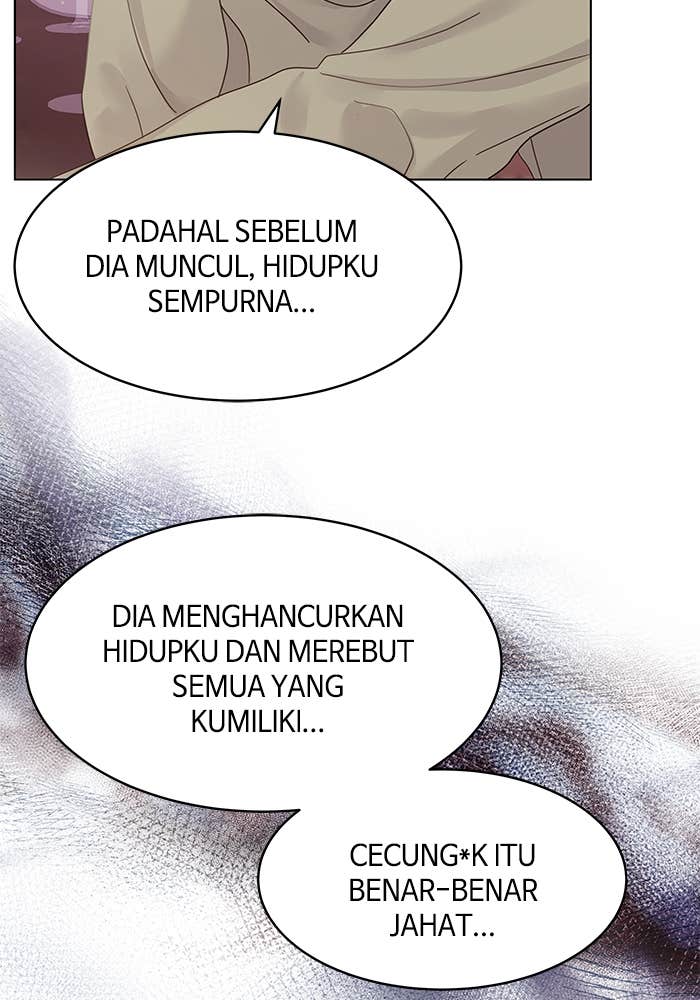 PADAHAL SEBELUM
DIA MUNCUL, HIDUPKU
SEMPURNA...
DIA MENGHANCURKAN
HIDUPKU DAN MEREBUT
SEMUA YANG
KUMILIKI...
CECUNG*K ITU
BENAR-BENAR
JAHAT...